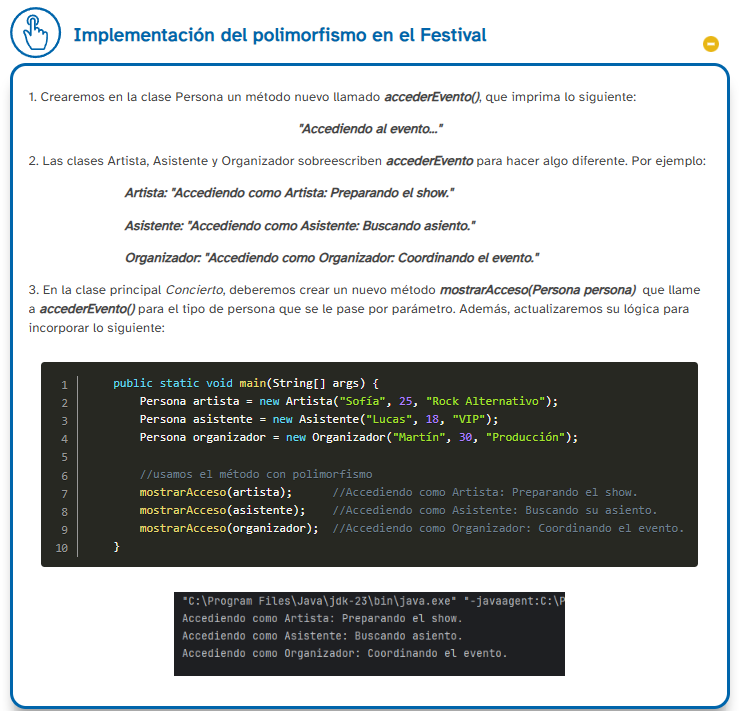 Implementación del polimorfismo en el Festival
1. Crearemos en la clase Persona un método nuevo llamado accederEvento(), que imprima lo siguiente:
"Accediendo al evento..."
2. Las clases Artista, Asistente y Organizador sobreescriben accederEvento para hacer algo diferente. Por ejemplo:
Artista: "Accediendo como Artista: Preparando el show."
Asistente: "Accediendo como Asistente: Buscando asiento."
Organizador: "Accediendo como Organizador: Coordinando el evento."
3. En la clase principal Concierto, deberemos crear un nuevo método mostrarAcceso(Persona persona) que llame
a accederEvento() para el tipo de persona que se le pase por parámetro. Además, actualizaremos su lógica para
incorporar lo siguiente:
1 public static void main(String[] args) {
2 Persona artista = new Artista("Sofía", 25, "Rock Alternativo");
3 Persona asistente = new Asistente("Lucas", 18, "VIP");
4 Persona organizador = new Organizador("Martín", 30, "Producción");
5
6 //usamos el método con polimorfismo
7 mostrarAcceso(artista); //Accediendo como Artista: Preparando el show.
8 mostrarAcceso(asistente); //Accediendo como Asistente: Buscando su asiento.
9 mostrarAcceso(organizador); //Accediendo como Organizador: Coordinando el evento.
10 }
"C:\Program Files\Java\jdk-23\bin\java.exe" "-javaagent:C:\P
Accediendo como Artista: Preparando el show.
Accediendo como Asistente: Buscando asiento.
Accediendo como Organizador: Coordinando el evento.